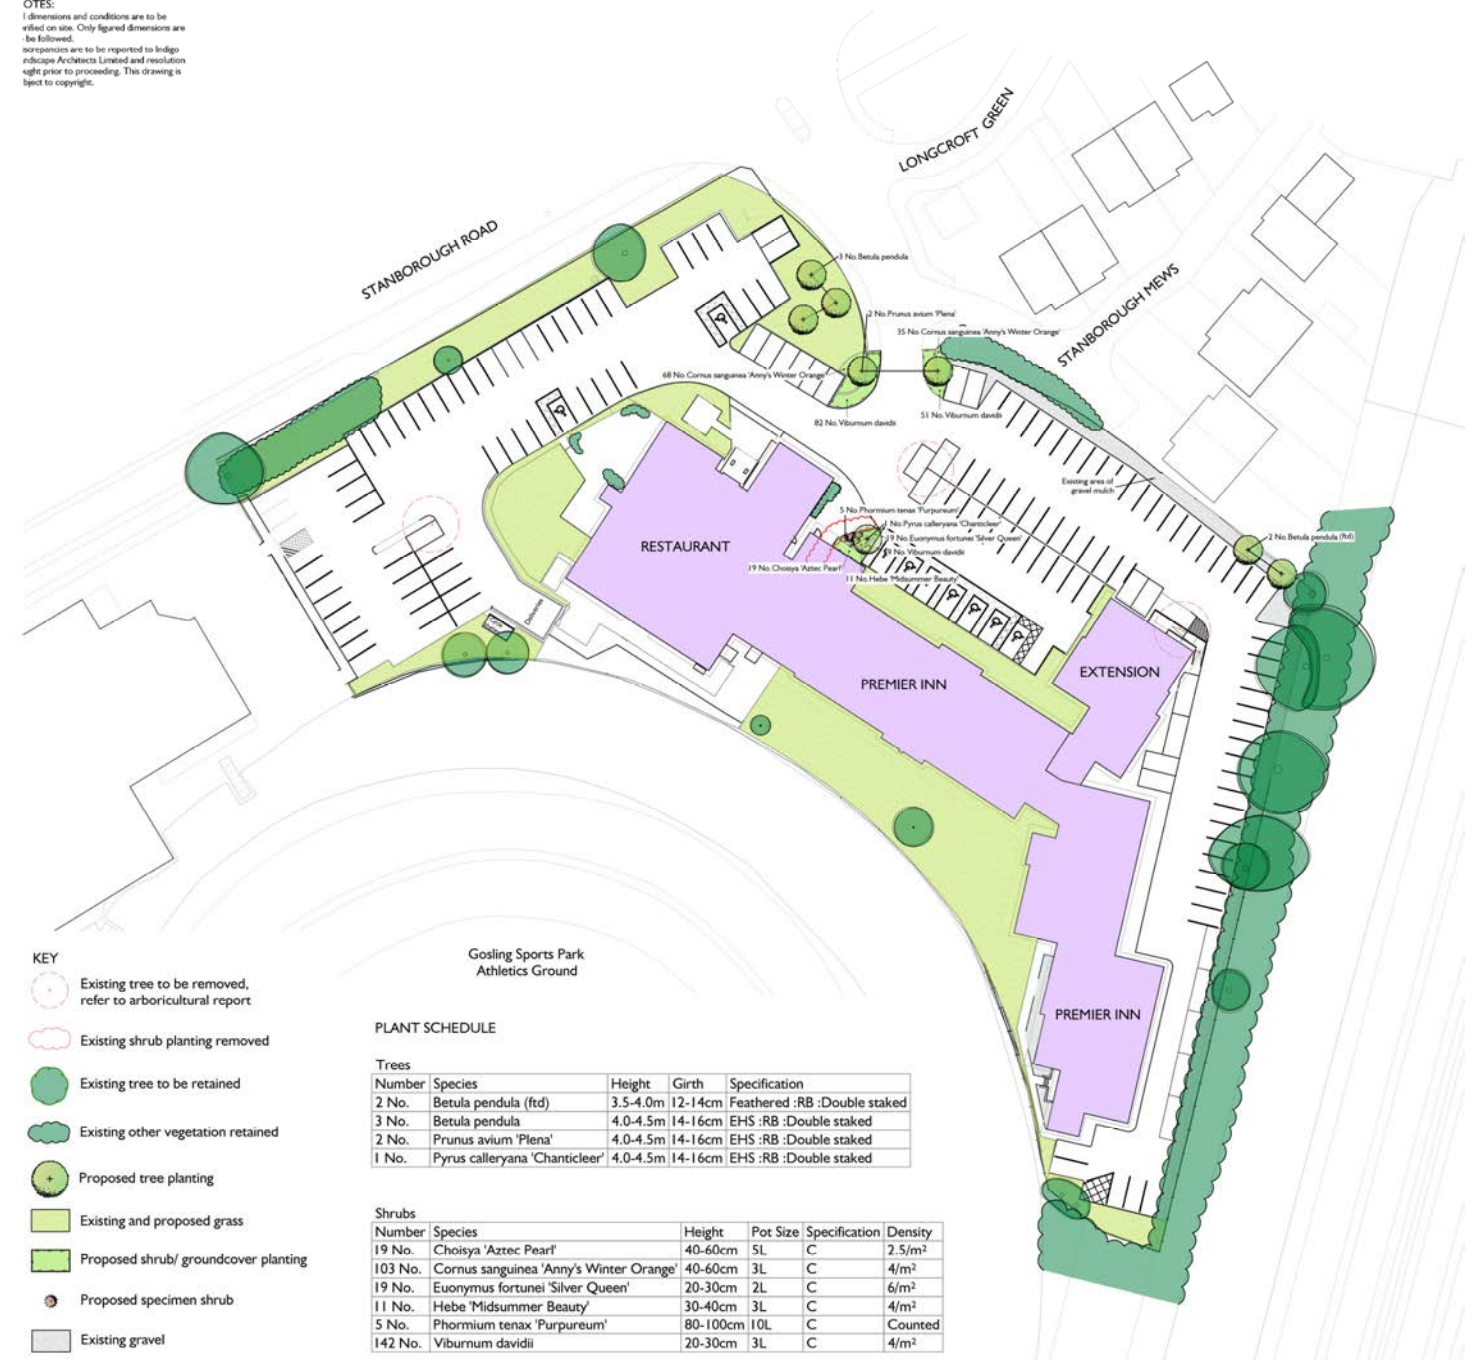 OTES:
l dimensions and conditions are to be
rified on site. Only figured dimensions are
be followed.
screpancies are to be reported to Indigo
ndscape Architects Limited and resolution
ught prior to proceeding. This drawing is
bject to copyright.
LONGCROFT GREEN
STANBOROUGH ROAD
STANBOROUGH MEWS
3 No. Betula pendula
2 No. Prunus avium 'Plena'
35 No. Cornus sanguinea 'Anny's Winter Orange'
68 No. Cornus sanguinea 'Anny's Winter Orange'
82 No. Viburnum davidii
51 No. Viburnum davidii
Existing area of
gravel mulch
5 No. Phormium tenax 'Purpureum'
1 No. Pyrus calleryana 'Chanticleer'
19 No. Euonymus fortunei 'Silver Queen'
9 No. Viburnum davidii
19 No. Choisya 'Aztec Pearl'
11 No. Hebe 'Midsummer Beauty'
2 No. Betula pendula (ftd)
RESTAURANT
Deliveries
PREMIER INN
EXTENSION
PREMIER INN
Gosling Sports Park
Athletics Ground
KEY
Existing tree to be removed,
refer to arboricultural report
Existing shrub planting removed
Existing tree to be retained
Existing other vegetation retained
Proposed tree planting
Existing and proposed grass
Proposed shrub/ groundcover planting
Proposed specimen shrub
Existing gravel
PLANT SCHEDULE
Trees
Number Species Height Girth Specification
2 No. Betula pendula (ftd) 3.5-4.0m 12-14cm Feathered :RB :Double staked
3 No. Betula pendula 4.0-4.5m 14-16cm EHS :RB :Double staked
2 No. Prunus avium 'Plena' 4.0-4.5m 14-16cm EHS :RB :Double staked
1 No. Pyrus calleryana 'Chanticleer' 4.0-4.5m 14-16cm EHS :RB :Double staked
Shrubs
Number Species Height Pot Size Specification Density
19 No. Choisya 'Aztec Pearl' 40-60cm 5L C 2.5/m²
103 No. Cornus sanguinea 'Anny's Winter Orange' 40-60cm 3L C 4/m²
19 No. Euonymus fortunei 'Silver Queen' 20-30cm 2L C 6/m²
11 No. Hebe 'Midsummer Beauty' 30-40cm 3L C 4/m²
5 No. Phormium tenax 'Purpureum' 80-100cm 10L C Counted
142 No. Viburnum davidii 20-30cm 3L C 4/m²